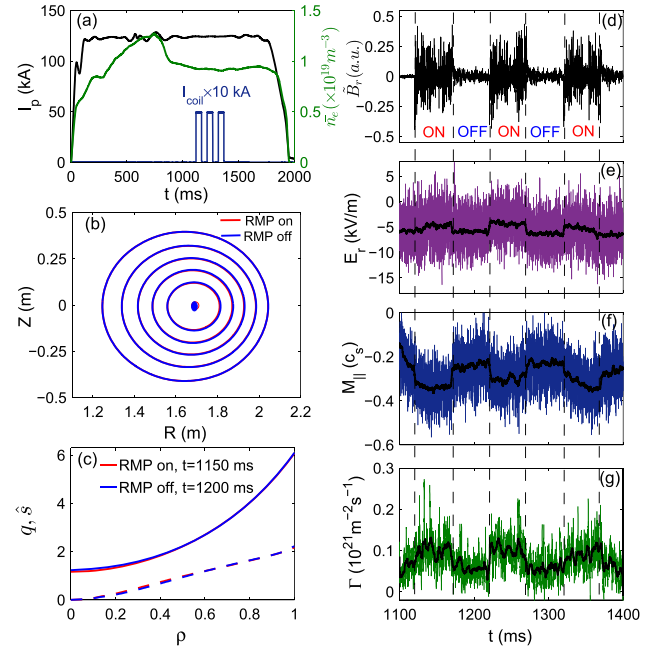 (a)
I_p (kA)
150
100
50
0
I_coil×10 kA
n̄_e (×10^19 m^−3)
1.5
1
0.5
0
0 500 1000 1500 2000
t (ms)
(b)
RMP on
RMP off
Z (m)
0.5
0.25
0
−0.25
−0.5
1.2 1.4 1.6 1.8 2 2.2
R (m)
(c)
RMP on, t=1150 ms
RMP off, t=1200 ms
q, ŝ
6
4
2
0
0 0.2 0.4 0.6 0.8 1
ρ
(d)
B̃_r (a.u.)
0.5
0.25
0
−0.25
−0.5
ON OFF ON OFF ON
(e)
E_r (kV/m)
5
0
−5
−10
−15
(f)
M_|| (c_s)
0
−0.2
−0.4
−0.6
(g)
Γ (10^21 m^−2 s^−1)
0.3
0.2
0.1
0
1100 1200 1300 1400
t (ms)